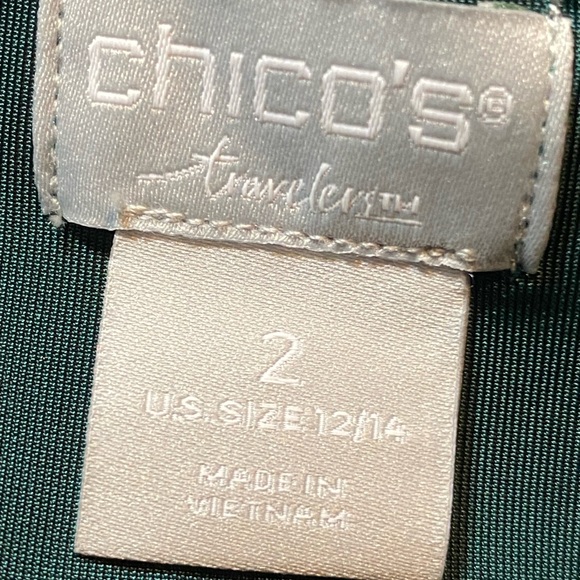 chico's®
travelers™
2
U.S. SIZE 12/14
MADE IN
VIETNAM